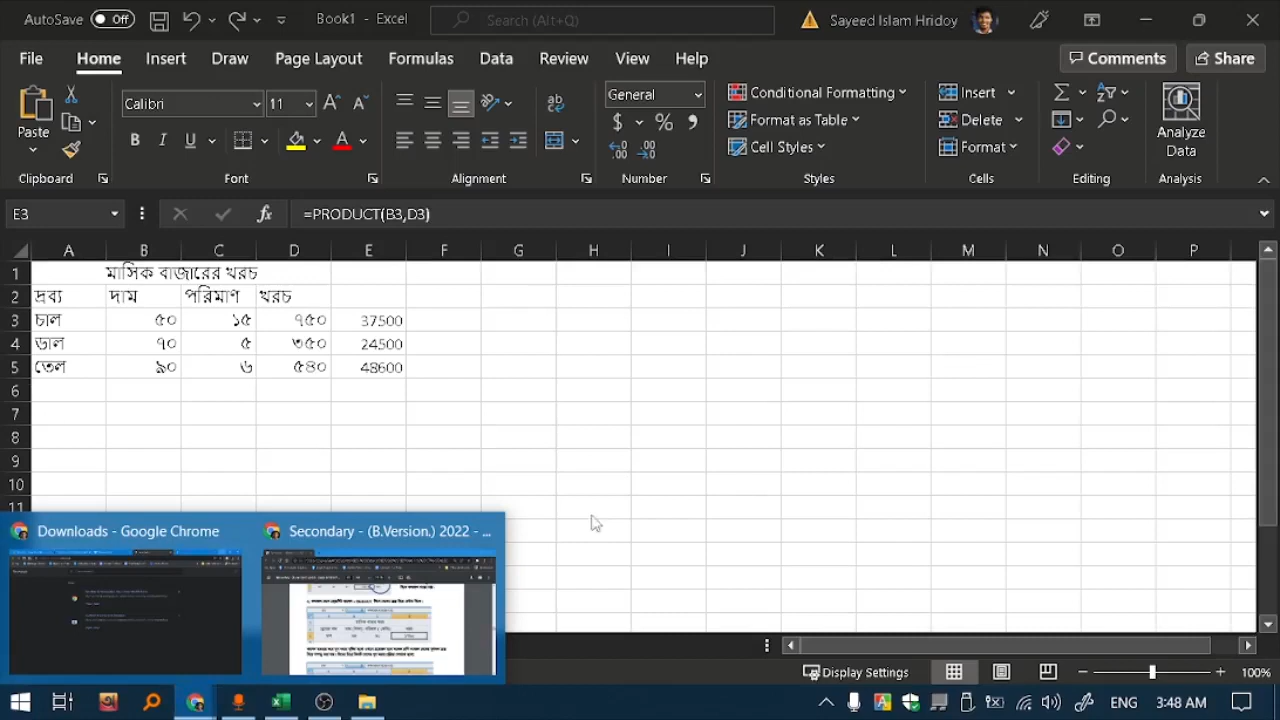 AutoSave Off Book1 - Excel Search (Alt+Q) Sayeed Islam Hridoy
File Home Insert Draw Page Layout Formulas Data Review View Help Comments Share
Paste Calibri 11 General Conditional Formatting Insert
B I U Format as Table Delete Analyze Data
Cell Styles Format
Clipboard Font Alignment Number Styles Cells Editing Analysis
E3 fx =PRODUCT(B3,D3)
A B C D E F G H I J K L M N O P
1 মাসিক বাজারের খরচ
2 দ্রব্য দাম পরিমাণ খরচ
3 চাল ৫০ ১৫ ৭৫০ 37500
4 ডাল ৭০ ৫ ৩৫০ 24500
5 তেল ৯০ ৬ ৫৪০ 48600
6
7
8
9
10
11
Downloads - Google Chrome Secondary - (B.Version.) 2022 - ...
Display Settings 100%
ENG 3:48 AM